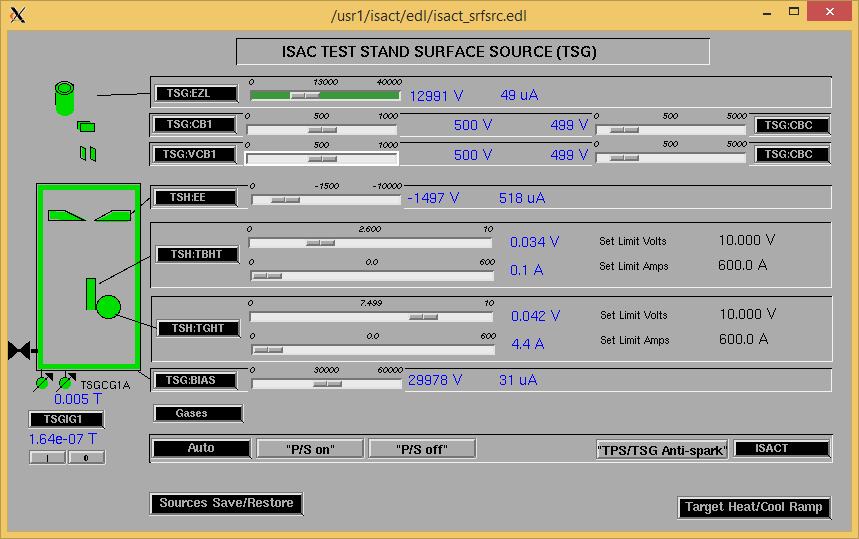 /usr1/isact/edl/isact_srfsrc.edl
ISAC TEST STAND SURFACE SOURCE (TSG)
0 13000 40000
TSG:EZL 12991 V 49 uA
0 500 1000 0 500 5000
TSG:CB1 500 V 499 V TSG:CBC
0 500 1000 0 500 5000
TSG:VCB1 500 V 499 V TSG:CBC
0 -1500 -10000
TSH:EE -1497 V 518 uA
0 2.600 10
0.034 V Set Limit Volts 10.000 V
TSH:TBHT
0 0.0 600
0.1 A Set Limit Amps 600.0 A
0 7.499 10
0.042 V Set Limit Volts 10.000 V
TSH:TGHT
0 0.0 600
4.4 A Set Limit Amps 600.0 A
0 30000 60000
TSG:BIAS 29978 V 31 uA
TSGCG1A
0.005 T
TSGIG1
1.64e-07 T
I 0
Gases
Auto "P/S on" "P/S off" "TPS/TSG Anti-spark" ISACT
Sources Save/Restore
Target Heat/Cool Ramp